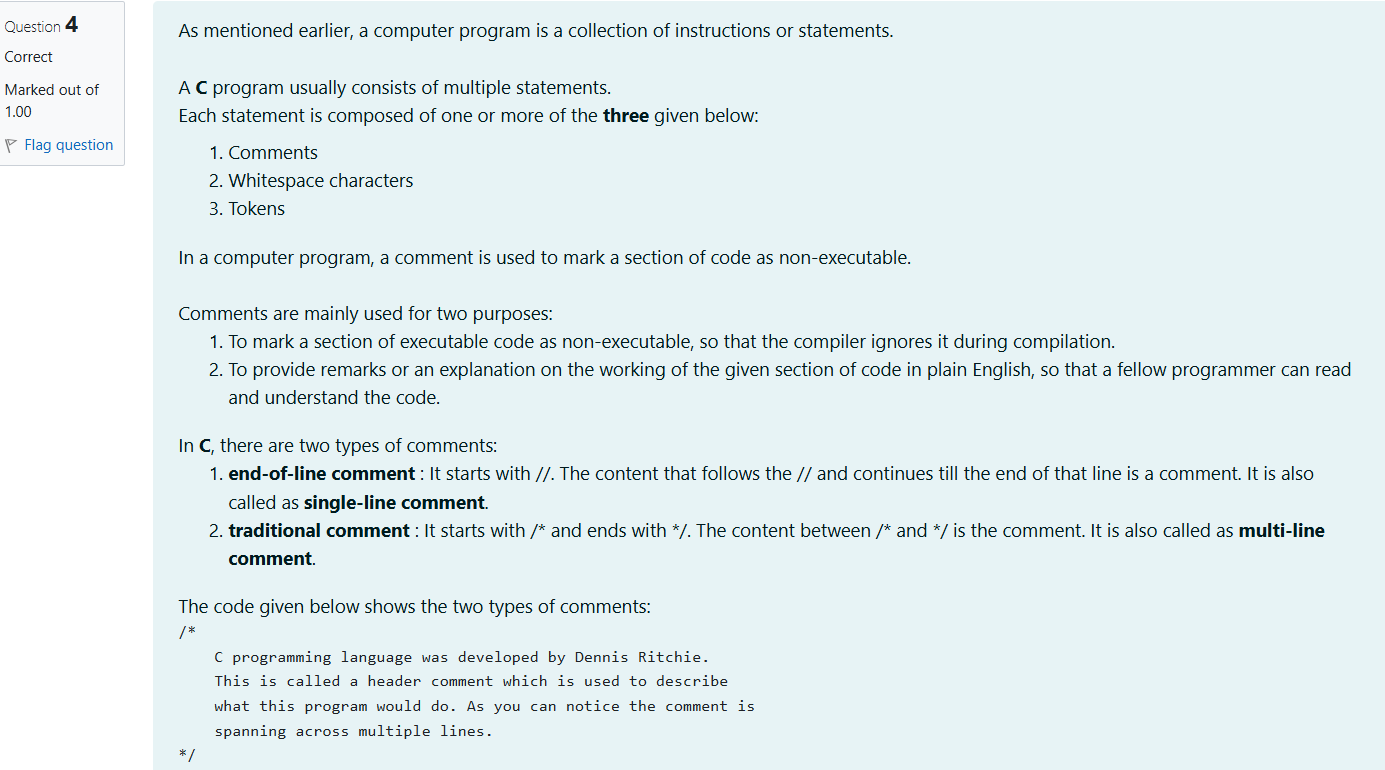 Question 4
Correct
Marked out of
1.00
Flag question
As mentioned earlier, a computer program is a collection of instructions or statements.
A C program usually consists of multiple statements.
Each statement is composed of one or more of the three given below:
1. Comments
2. Whitespace characters
3. Tokens
In a computer program, a comment is used to mark a section of code as non-executable.
Comments are mainly used for two purposes:
1. To mark a section of executable code as non-executable, so that the compiler ignores it during compilation.
2. To provide remarks or an explanation on the working of the given section of code in plain English, so that a fellow programmer can read
and understand the code.
In C, there are two types of comments:
1. end-of-line comment : It starts with //. The content that follows the // and continues till the end of that line is a comment. It is also
called as single-line comment.
2. traditional comment : It starts with /* and ends with */. The content between /* and */ is the comment. It is also called as multi-line
comment.
The code given below shows the two types of comments:
/*
C programming language was developed by Dennis Ritchie.
This is called a header comment which is used to describe
what this program would do. As you can notice the comment is
spanning across multiple lines.
*/